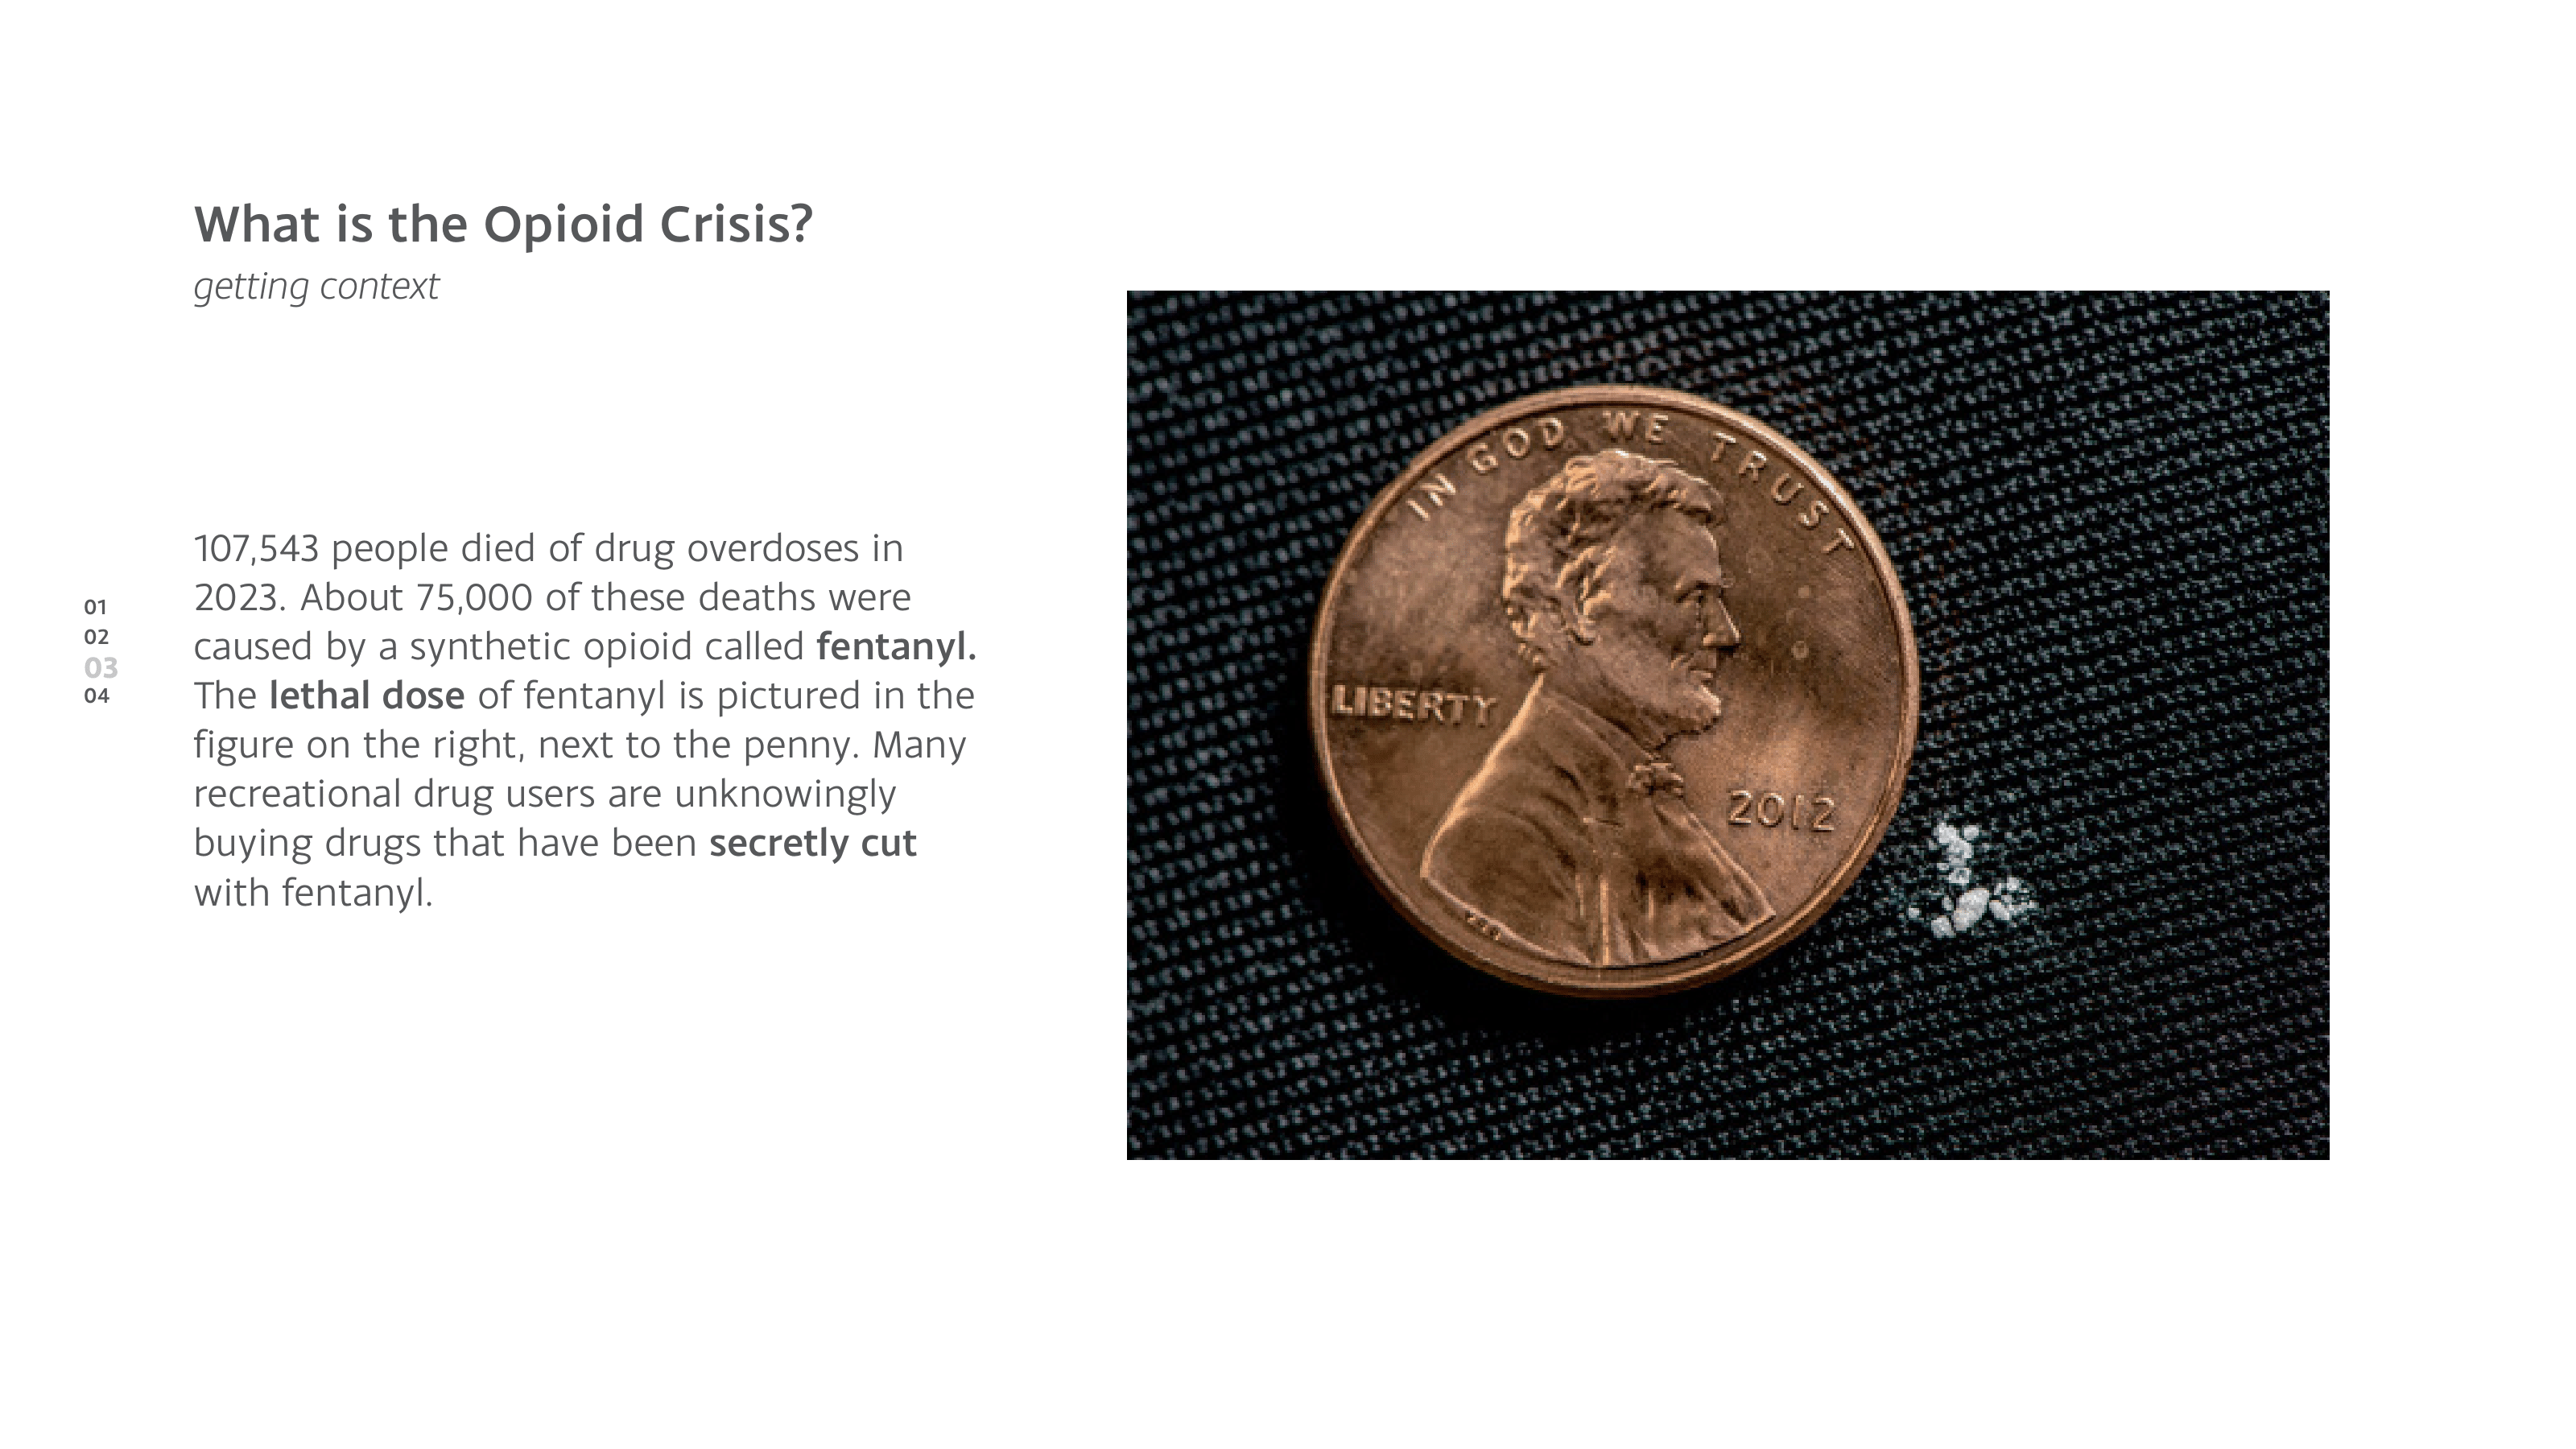 What is the Opioid Crisis?
getting context
107,543 people died of drug overdoses in
2023. About 75,000 of these deaths were
caused by a synthetic opioid called fentanyl.
The lethal dose of fentanyl is pictured in the
figure on the right, next to the penny. Many
recreational drug users are unknowingly
buying drugs that have been secretly cut
with fentanyl.
01
02
03
04
IN GOD WE TRUST
LIBERTY
2012